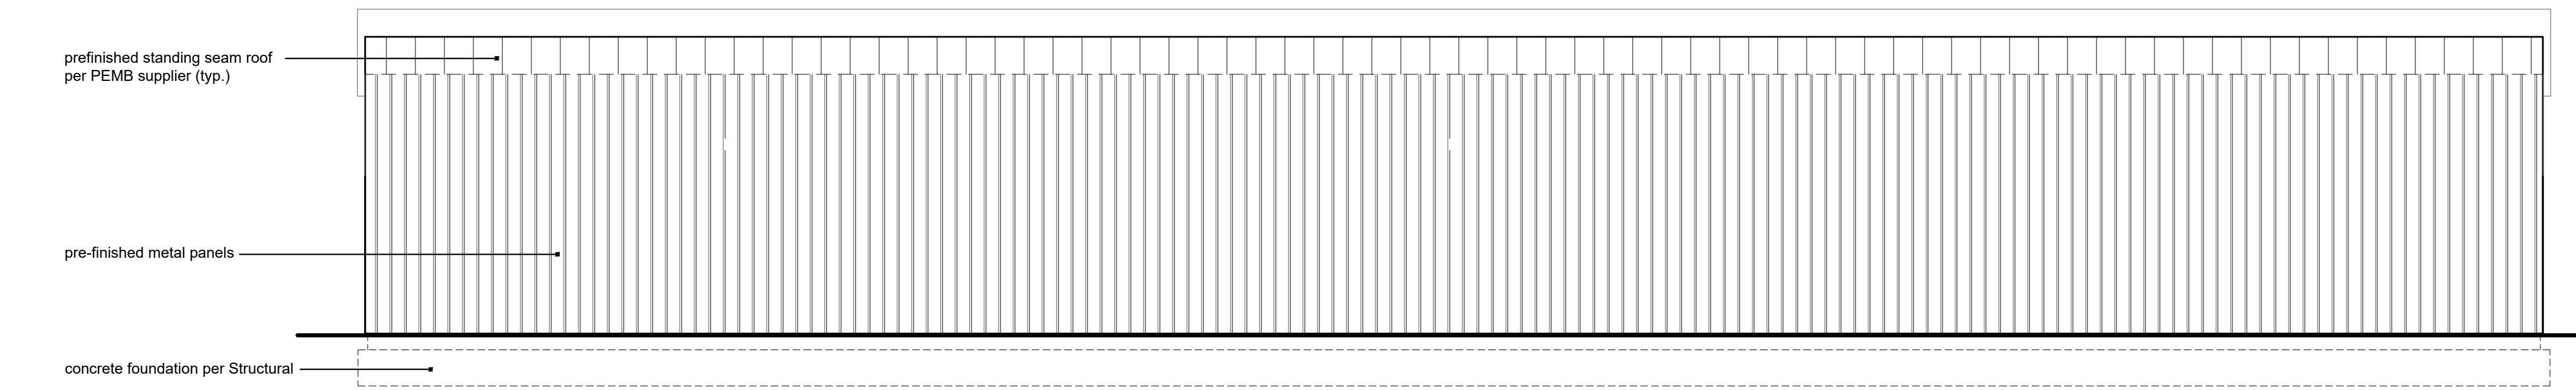 prefinished standing seam roof
per PEMB supplier (typ.)
pre-finished metal panels
concrete foundation per Structural